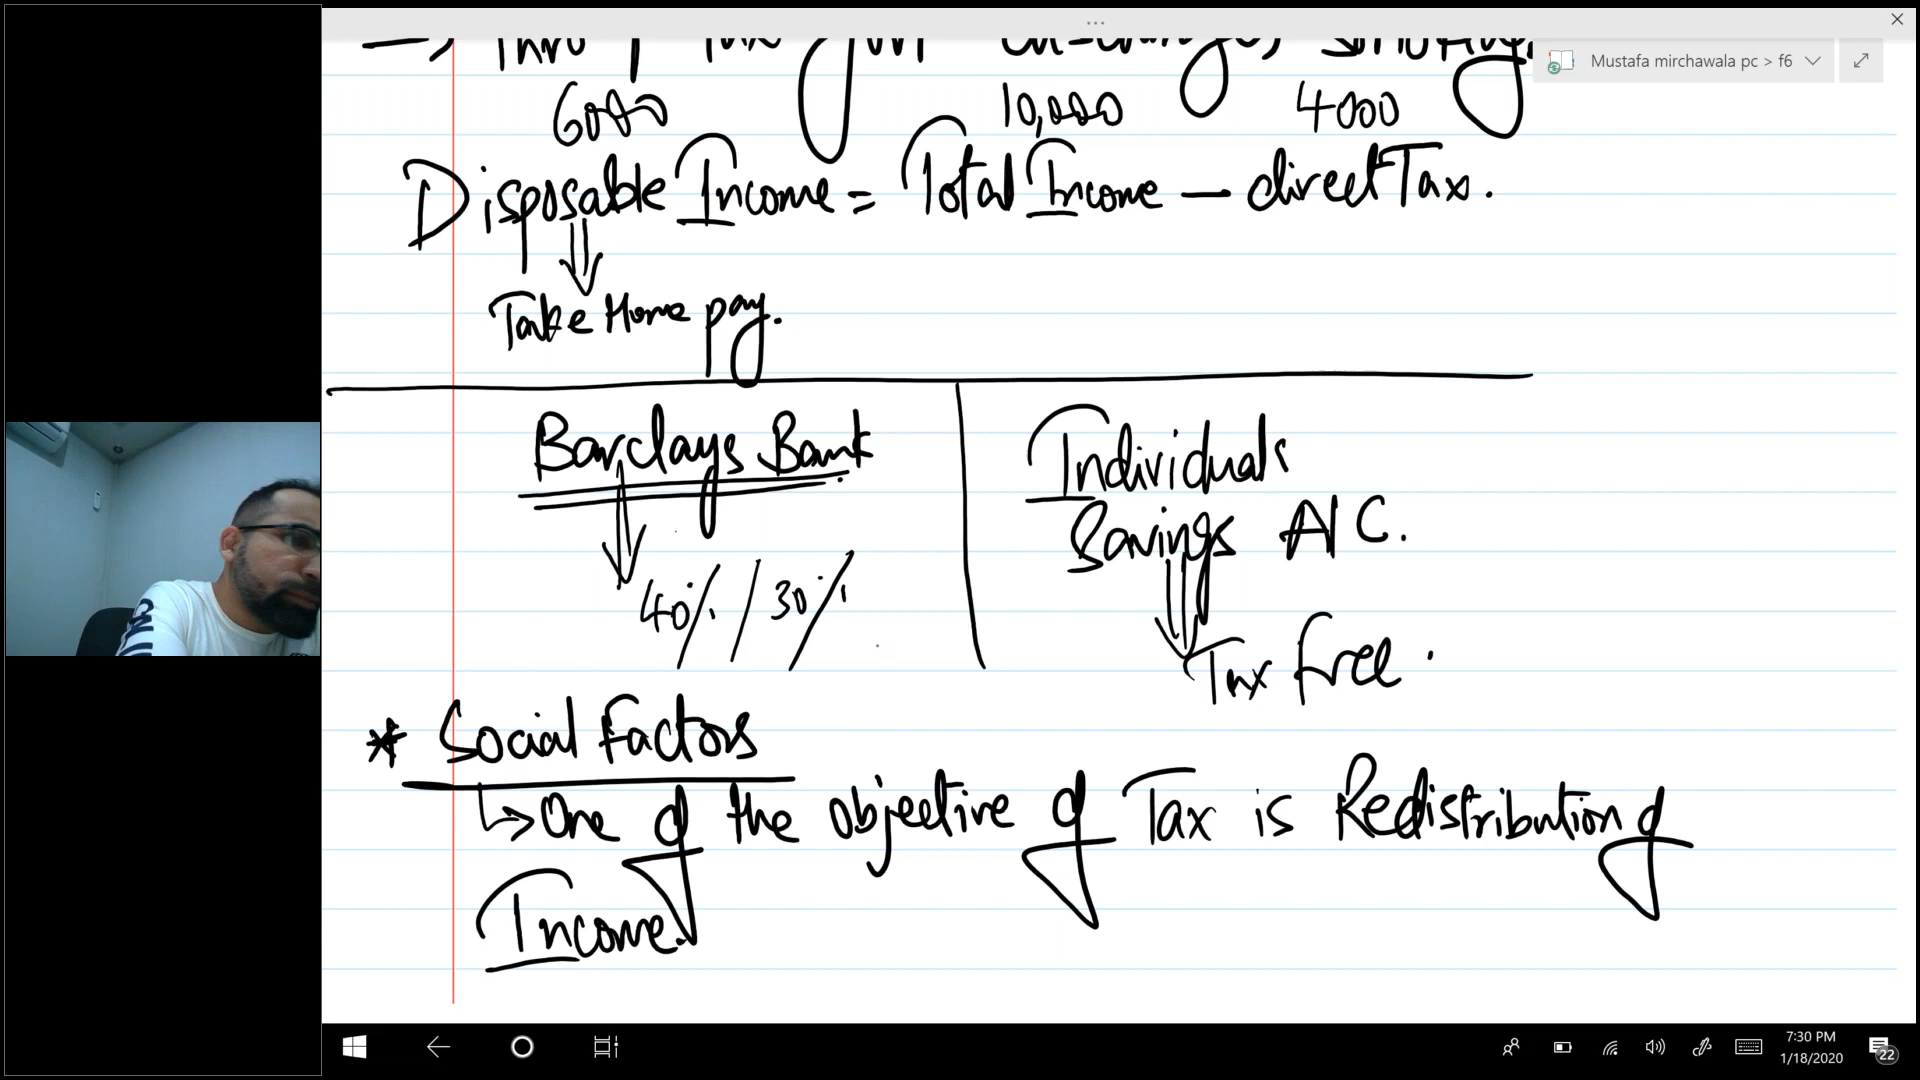 Mustafa mirchawala pc > f6
→ Tax
6000 10,000 4000
Disposable Income = Total Income — direct Tax.
Take Home pay.
Barclays Bank
40% / 30%
Individuals
Savings A/C.
Tax free.
* Social Factors
↳ One of the objective of Tax is Redistribution of
Income.
7:30 PM
1/18/2020
22